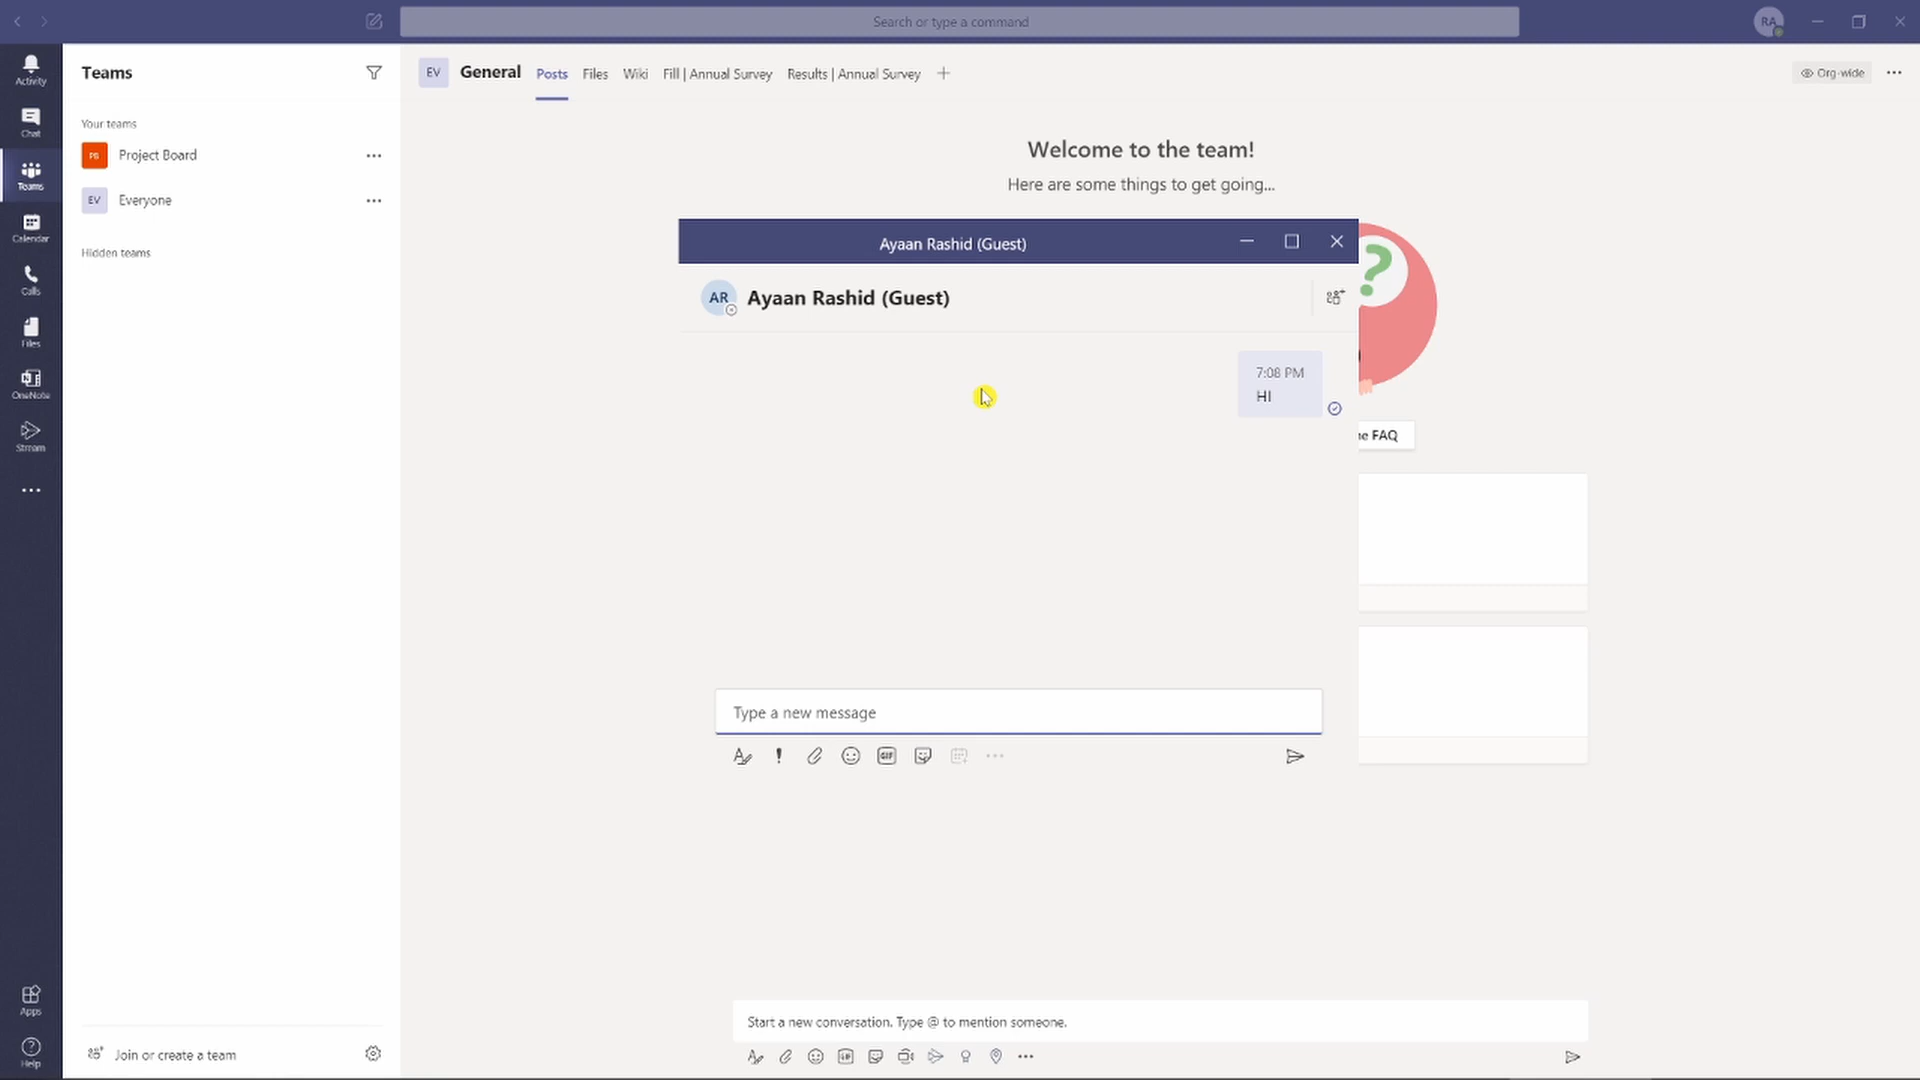 Search or type a command
RA
Activity
Chat
Teams
Calendar
Calls
Files
OneNote
Stream
Apps
Help
Teams
Your teams
PB Project Board
EV Everyone
Hidden teams
Join or create a team
EV General Posts Files Wiki Fill | Annual Survey Results | Annual Survey
Org-wide
Welcome to the team!
Here are some things to get going...
Ayaan Rashid (Guest)
AR Ayaan Rashid (Guest)
7:08 PM
HI
?
FAQ
Type a new message
GIF
Start a new conversation. Type @ to mention someone.
GIF